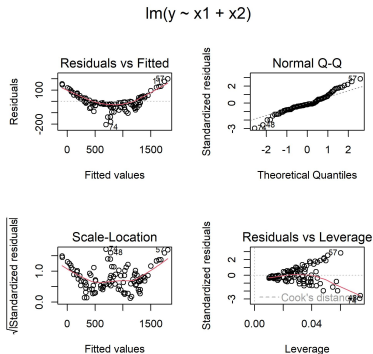 lm(y ~ x1 + x2)
Residuals vs Fitted
Residuals
-200
0
100
57
74
0
500
1500
Fitted values
Normal Q-Q
Standardized residuals
-3
0
2
57
74
48
-2
-1
0
1
2
Theoretical Quantiles
Scale-Location
√|Standardized residuals|
0.0
1.0
74
57
0
500
1500
Fitted values
Residuals vs Leverage
Standardized residuals
-3
0
2
57
Cook's distance
0.00
0.04
Leverage